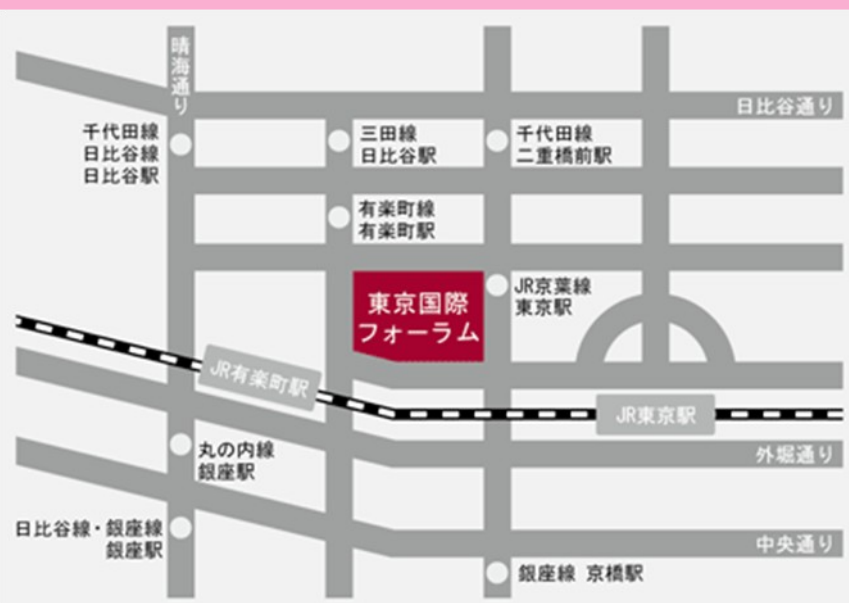 晴海通り
日比谷通り
千代田線
日比谷線
日比谷駅
三田線
日比谷駅
千代田線
二重橋前駅
有楽町線
有楽町駅
東京国際
フォーラム
JR京葉線
東京駅
JR有楽町駅
JR東京駅
丸の内線
銀座駅
外堀通り
日比谷線・銀座線
銀座駅
中央通り
銀座線 京橋駅